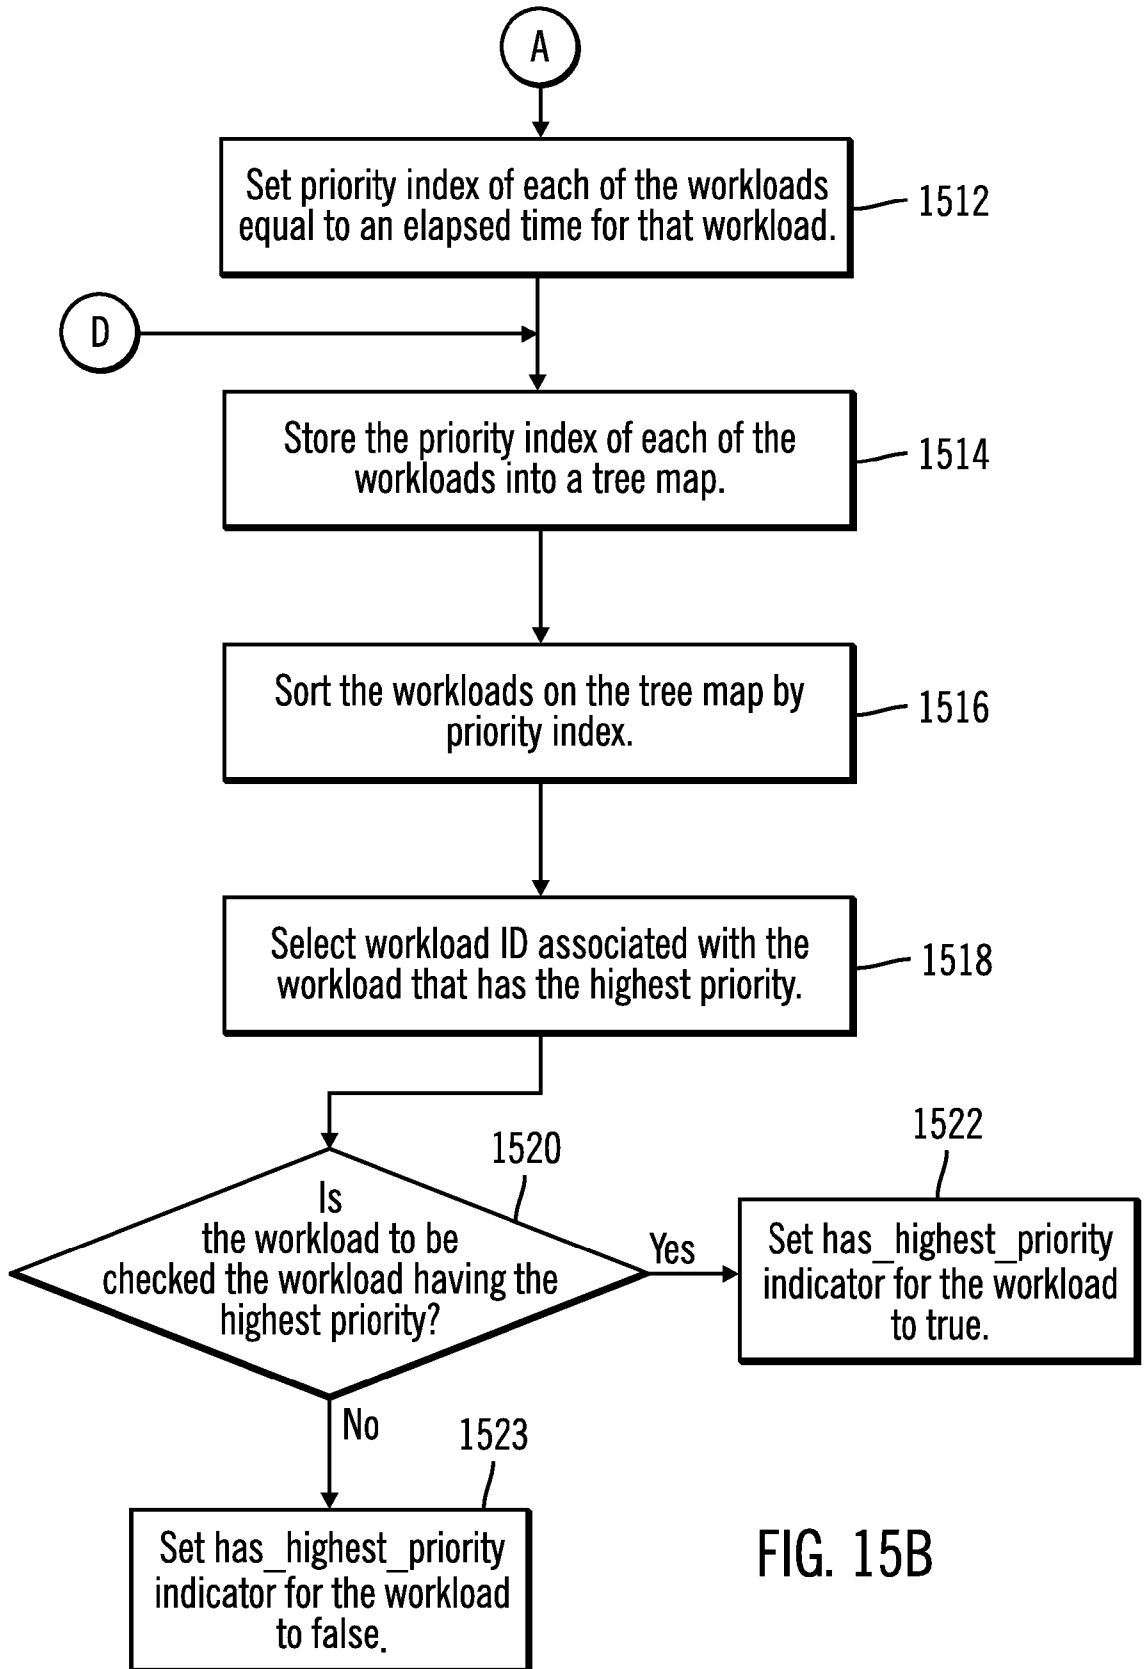 A
Set priority index of each of the workloads
equal to an elapsed time for that workload.
1512
D
Store the priority index of each of the
workloads into a tree map.
1514
Sort the workloads on the tree map by
priority index.
1516
Select workload ID associated with the
workload that has the highest priority.
1518
1520
Is
the workload to be
checked the workload having the
highest priority?
Yes
1522
Set has_highest_priority
indicator for the workload
to true.
No
1523
Set has_highest_priority
indicator for the workload
to false.
FIG. 15B